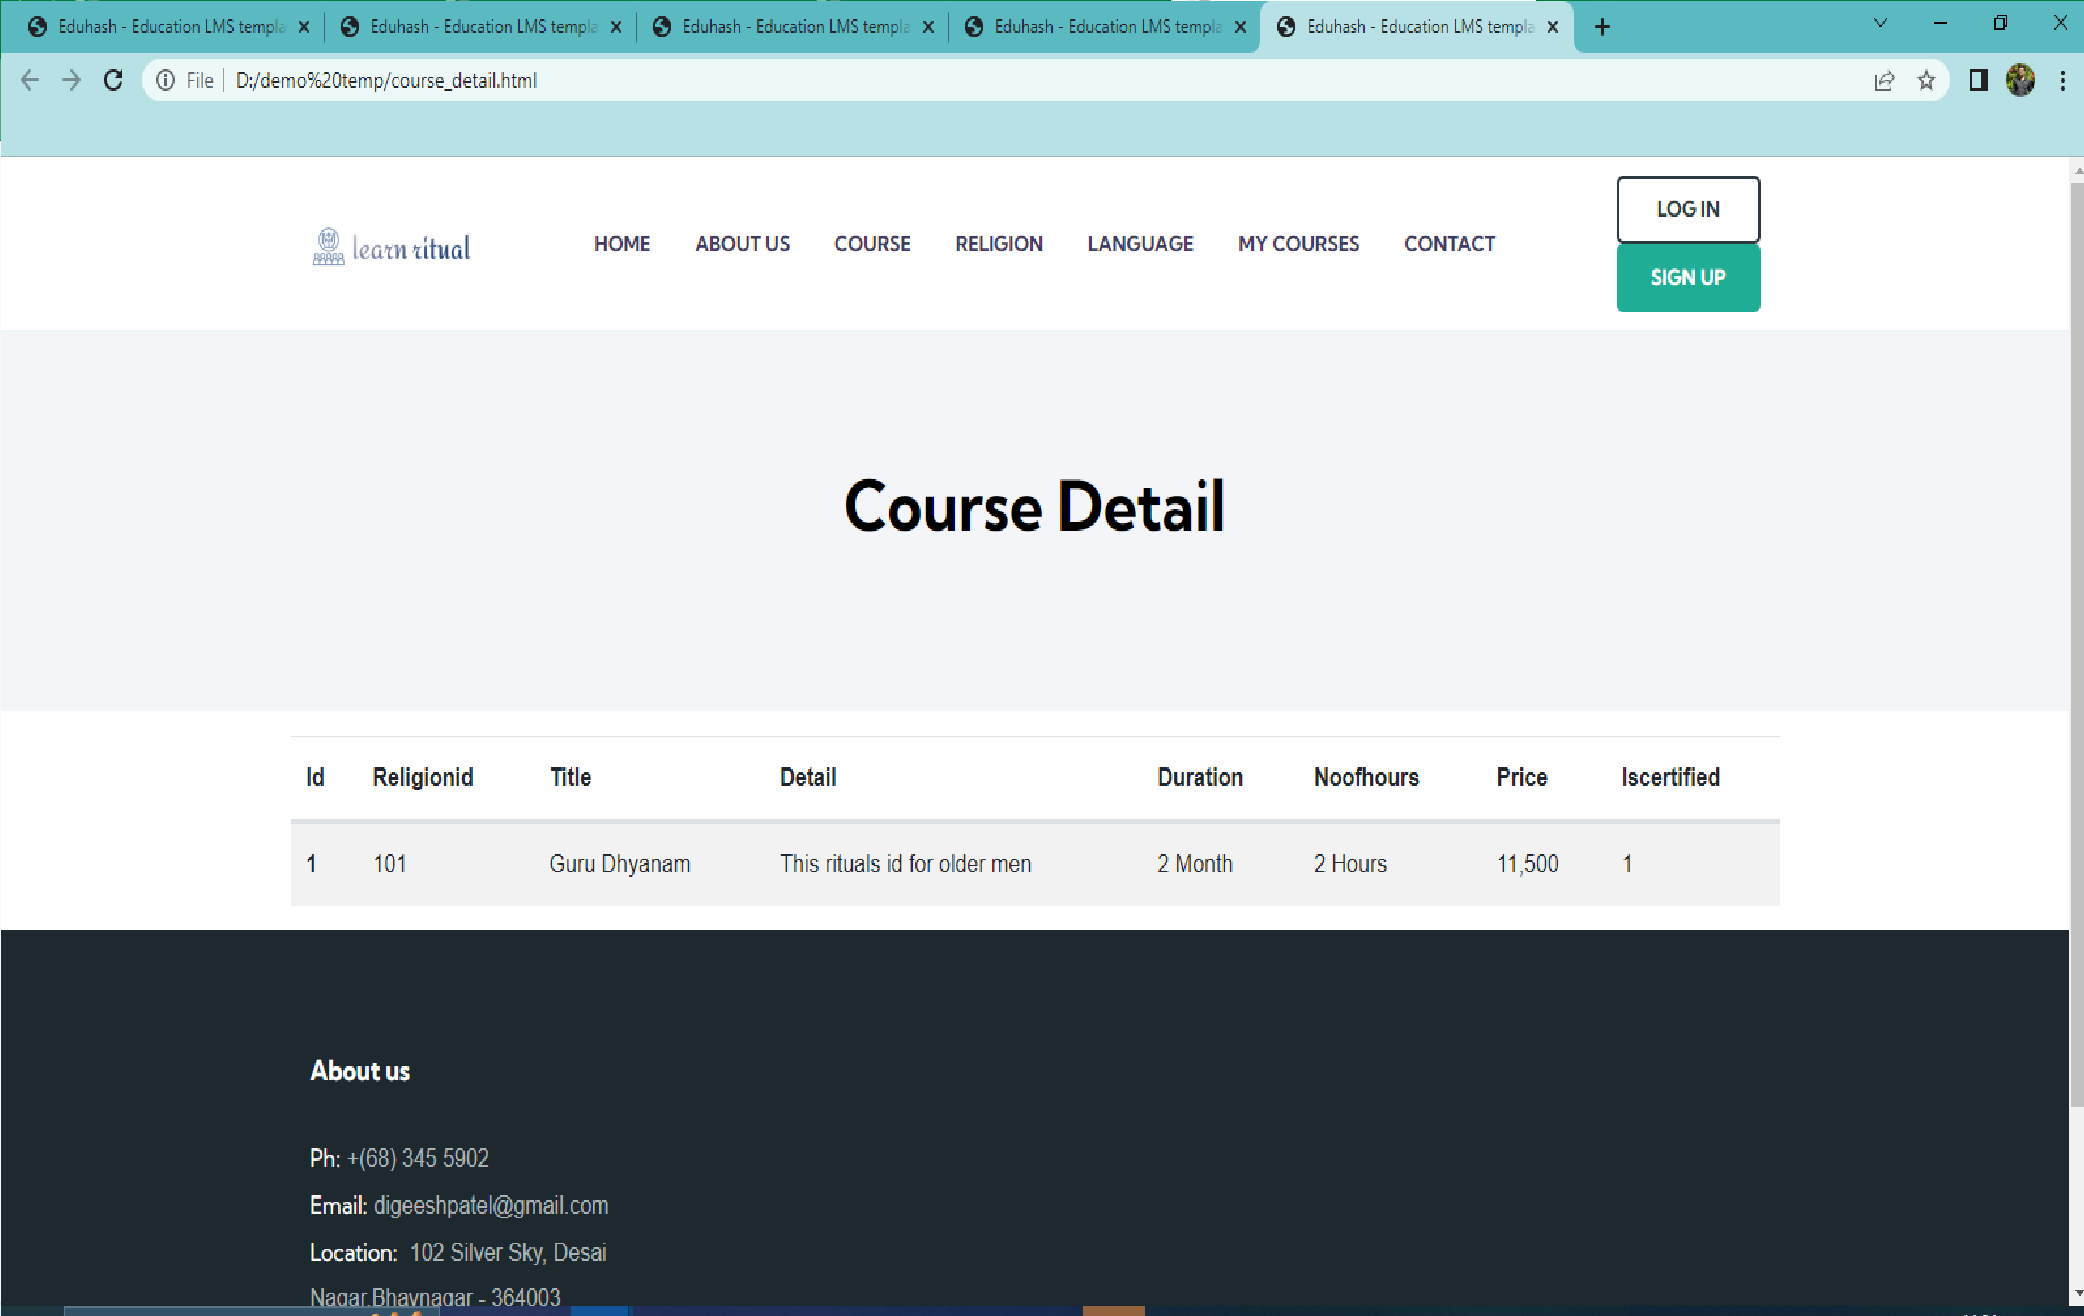 Eduhash - Education LMS templa Eduhash - Education LMS templa Eduhash - Education LMS templa Eduhash - Education LMS templa Eduhash - Education LMS templa
File D:/demo%20temp/course_detail.html
learn ritual HOME ABOUT US COURSE RELIGION LANGUAGE MY COURSES CONTACT
LOG IN
SIGN UP
Course Detail
Id Religionid Title Detail Duration Noofhours Price Iscertified
1 101 Guru Dhyanam This rituals id for older men 2 Month 2 Hours 11,500 1
About us
Ph: +(68) 345 5902
Email: digeeshpatel@gmail.com
Location: 102 Silver Sky, Desai
Nagar,Bhavnagar - 364003